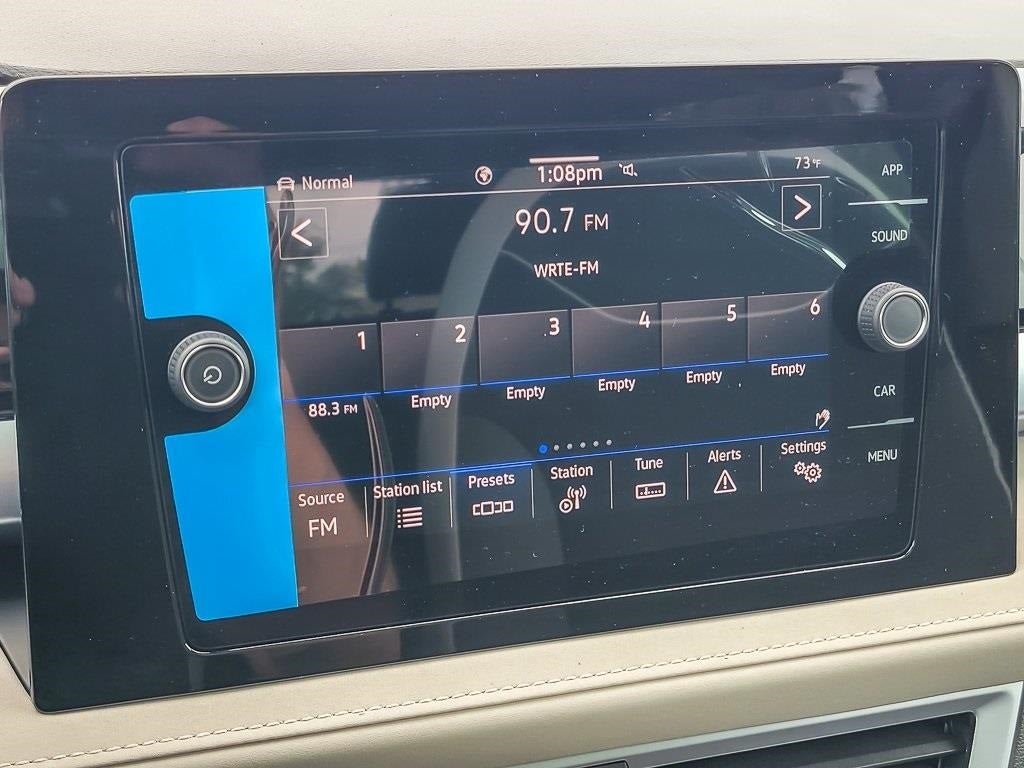 Normal
1:08pm
73°F
APP
< 90.7 FM >
SOUND
WRTE-FM
1 2 3 4 5 6
88.3 FM Empty Empty Empty Empty Empty
CAR
MENU
Source Station list Presets Station Tune Alerts Settings
FM